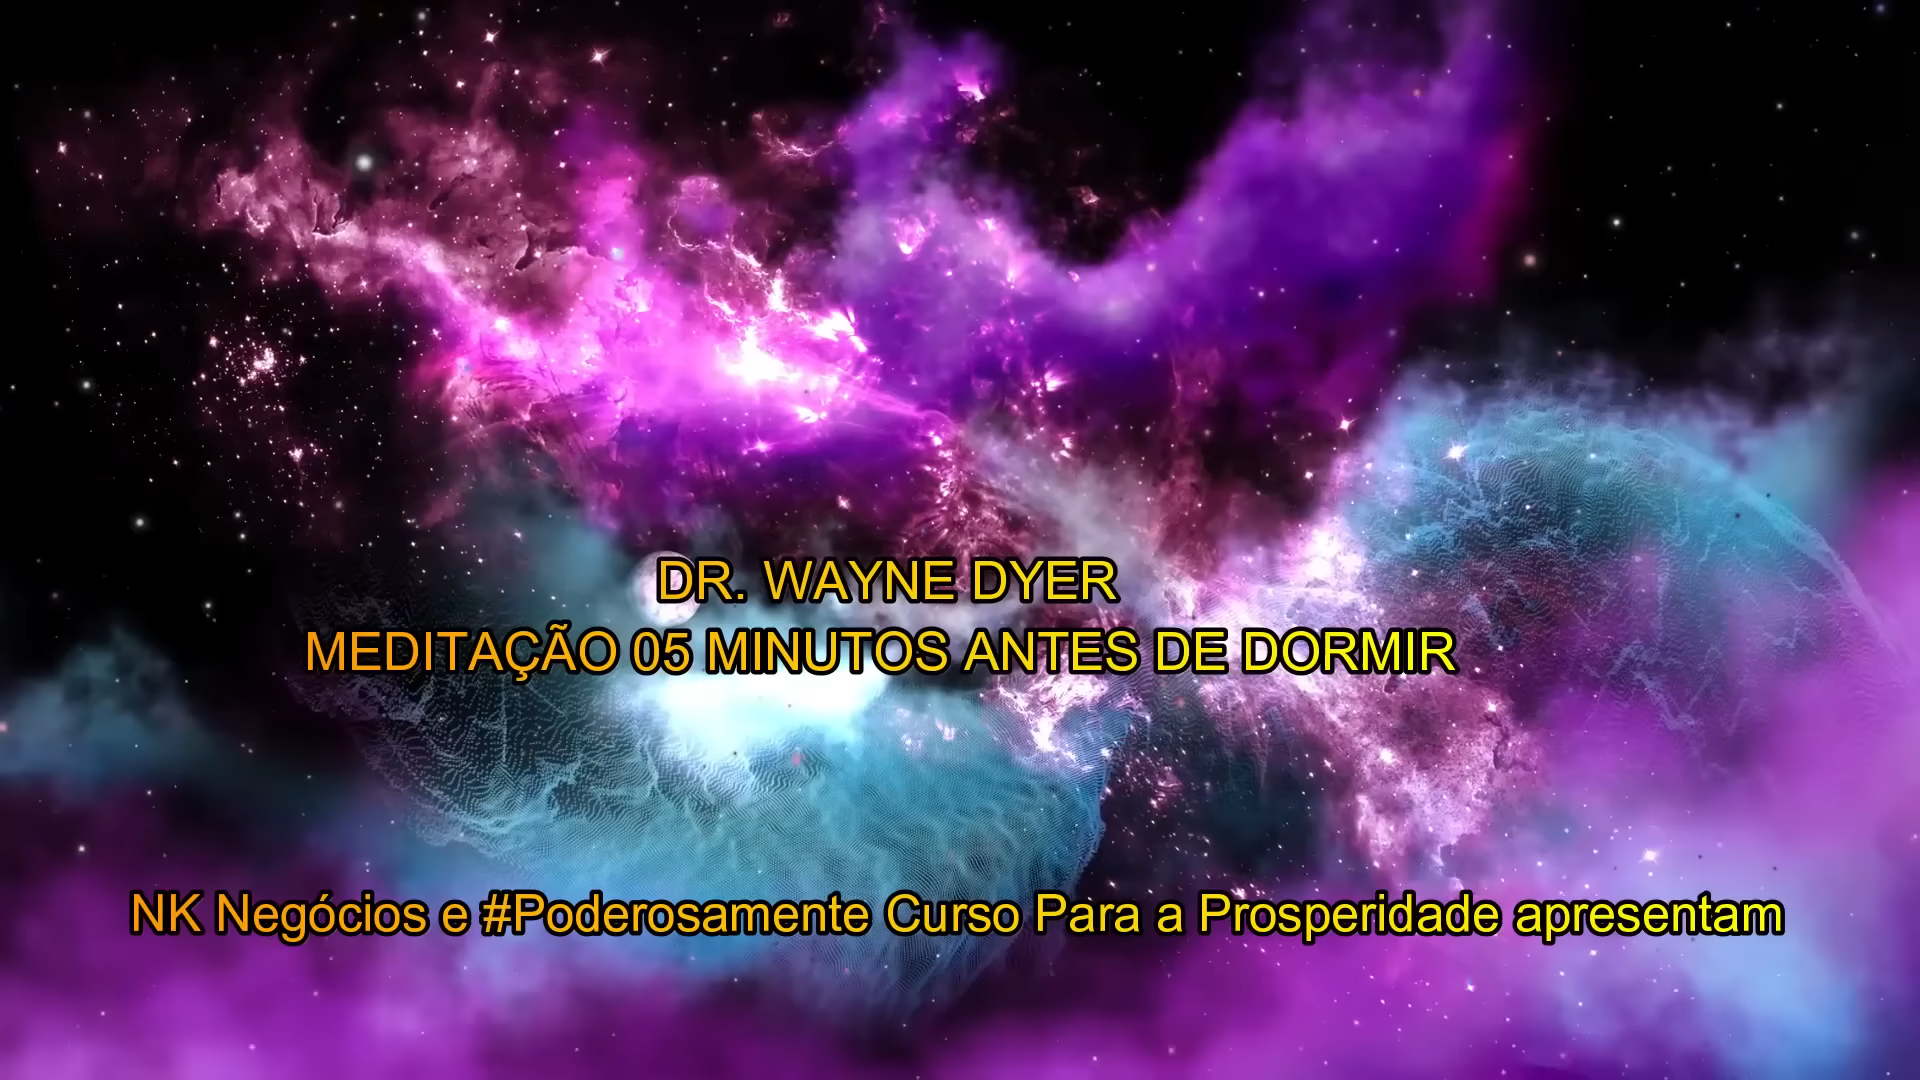 DR. WAYNE DYER
MEDITAÇÃO 05 MINUTOS ANTES DE DORMIR
NK Negócios e #Poderosamente Curso Para a Prosperidade apresentam